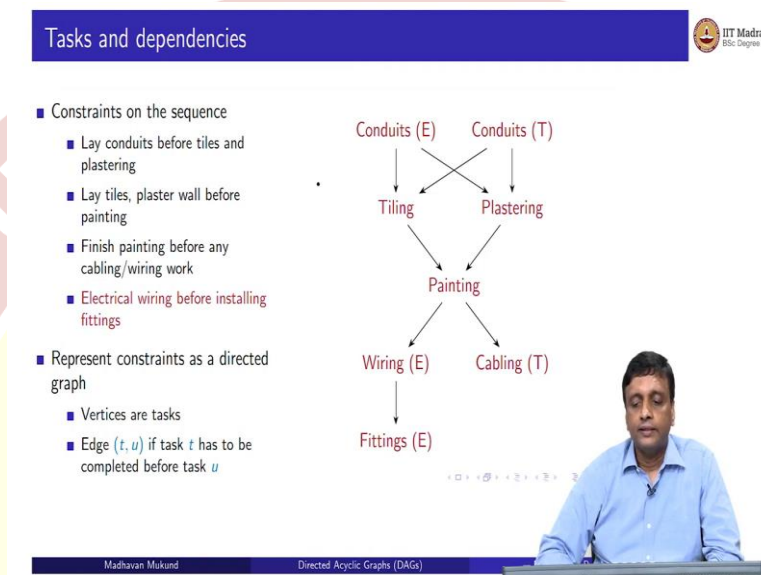 Tasks and dependencies
IIT Madra
BSc Degree
Constraints on the sequence
Lay conduits before tiles and
plastering
Lay tiles, plaster wall before
painting
Finish painting before any
cabling/wiring work
Electrical wiring before installing
fittings
Represent constraints as a directed
graph
Vertices are tasks
Edge (t, u) if task t has to be
completed before task u
Conduits (E) Conduits (T)
Tiling Plastering
Painting
Wiring (E) Cabling (T)
Fittings (E)
Madhavan Mukund Directed Acyclic Graphs (DAGs)